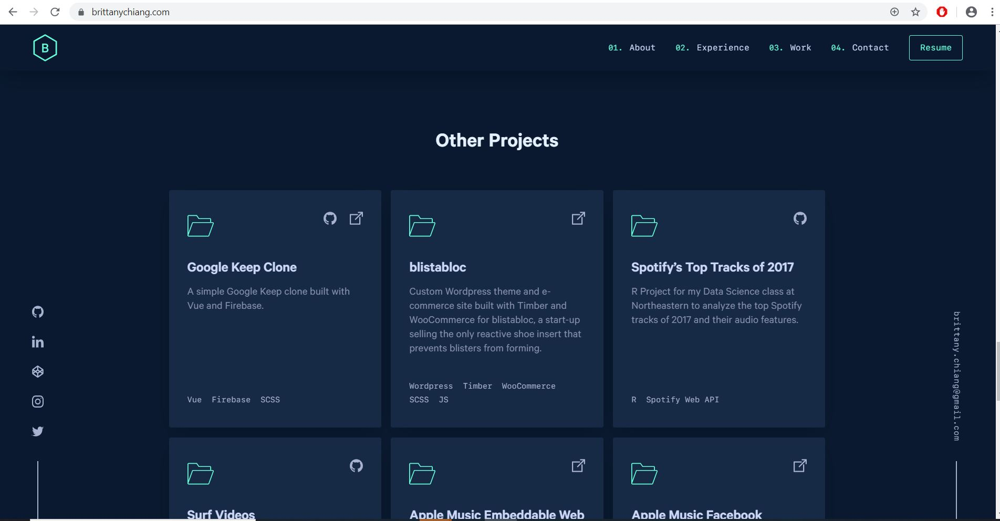 brittanychiang.com
B
01. About 02. Experience 03. Work 04. Contact Resume
Other Projects
Google Keep Clone
A simple Google Keep clone built with
Vue and Firebase.
Vue Firebase SCSS
blistabloc
Custom Wordpress theme and e-
commerce site built with Timber and
WooCommerce for blistabloc, a start-up
selling the only reactive shoe insert that
prevents blisters from forming.
Wordpress Timber WooCommerce
SCSS JS
Spotify’s Top Tracks of 2017
R Project for my Data Science class at
Northeastern to analyze the top Spotify
tracks of 2017 and their audio features.
R Spotify Web API
Surf Videos
Apple Music Embeddable Web
Apple Music Facebook
in
brittany.chiang@gmail.com